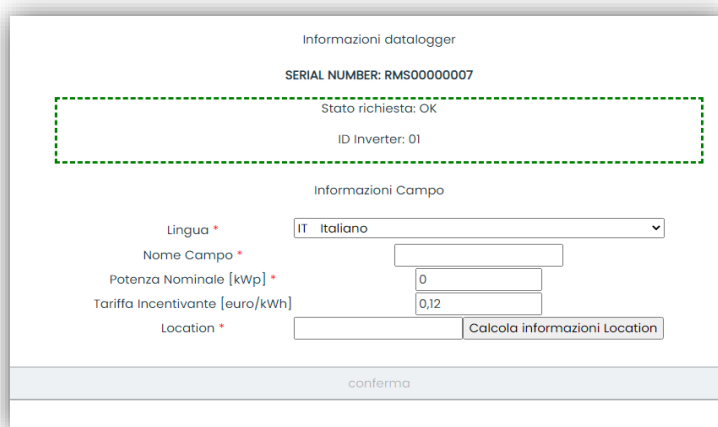 Informazioni datalogger
SERIAL NUMBER: RMS00000007
Stato richiesta: OK
ID Inverter: 01
Informazioni Campo
Lingua * IT Italiano
Nome Campo *
Potenza Nominale [kWp] * 0
Tariffa Incentivante [euro/kWh] 0,12
Location * Calcola informazioni Location
conferma